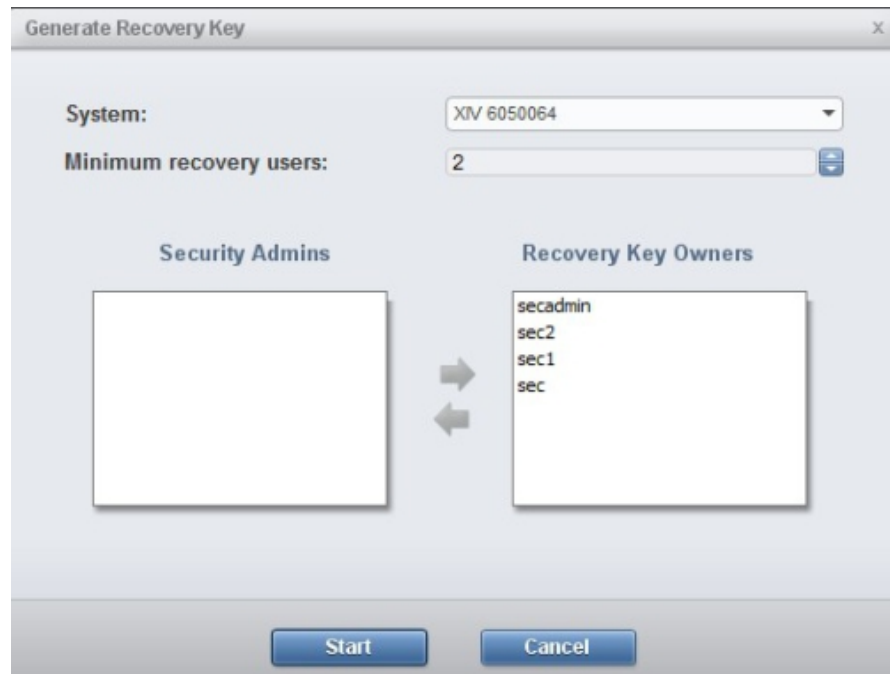 Generate Recovery Key x
System: XIV 6050064
Minimum recovery users: 2
Security Admins Recovery Key Owners
secadmin
sec2
sec1
sec
Start Cancel